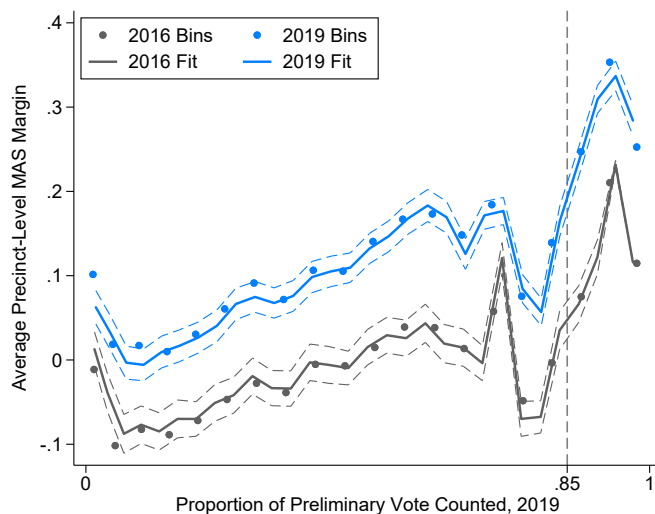 2016 Bins
2019 Bins
2016 Fit
2019 Fit
.4
.3
.2
.1
0
-.1
Average Precinct-Level MAS Margin
0
.85
1
Proportion of Preliminary Vote Counted, 2019